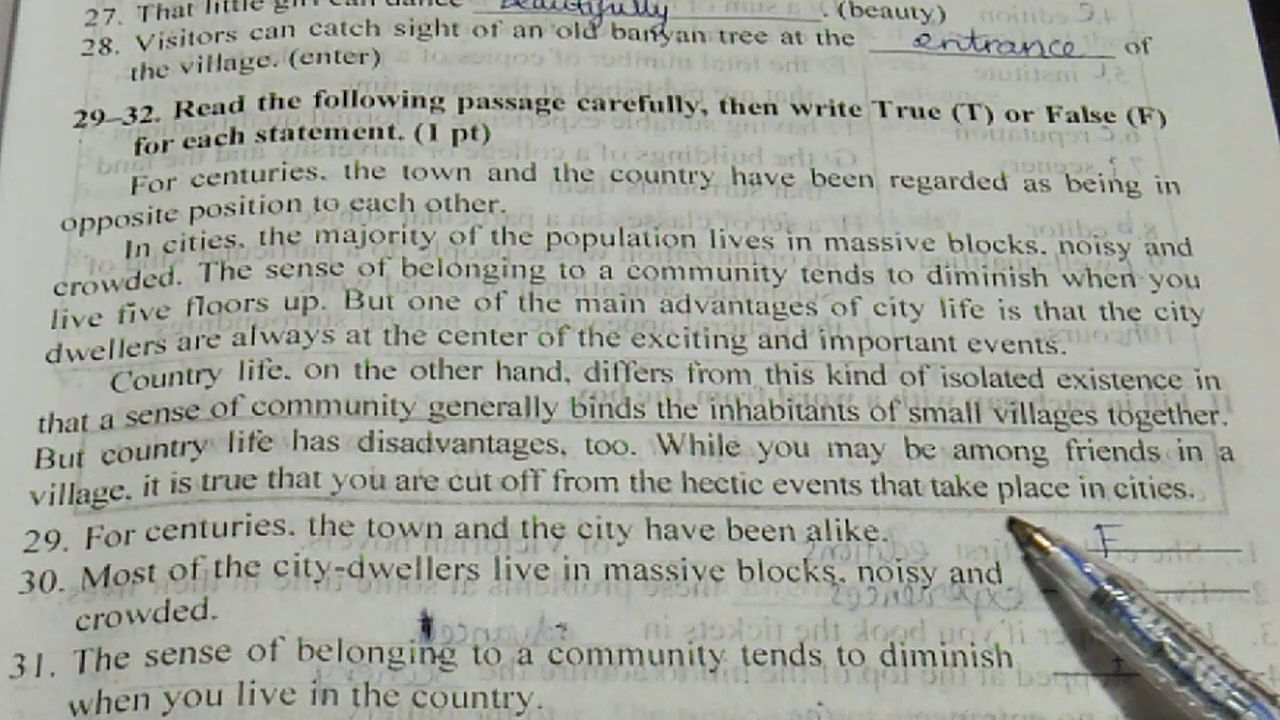 27. That little girl can dance beautifully. (beauty)
28. Visitors can catch sight of an old banyan tree at the entrance of
the village. (enter)
29–32. Read the following passage carefully, then write True (T) or False (F)
for each statement. (1 pt)
For centuries, the town and the country have been regarded as being in
opposite position to each other.
In cities, the majority of the population lives in massive blocks, noisy and
crowded. The sense of belonging to a community tends to diminish when you
live five floors up. But one of the main advantages of city life is that the city
dwellers are always at the center of the exciting and important events.
Country life, on the other hand, differs from this kind of isolated existence in
that a sense of community generally binds the inhabitants of small villages together.
But country life has disadvantages, too. While you may be among friends in a
village, it is true that you are cut off from the hectic events that take place in cities.
29. For centuries, the town and the city have been alike. F
30. Most of the city-dwellers live in massive blocks, noisy and
crowded.
31. The sense of belonging to a community tends to diminish
when you live in the country.